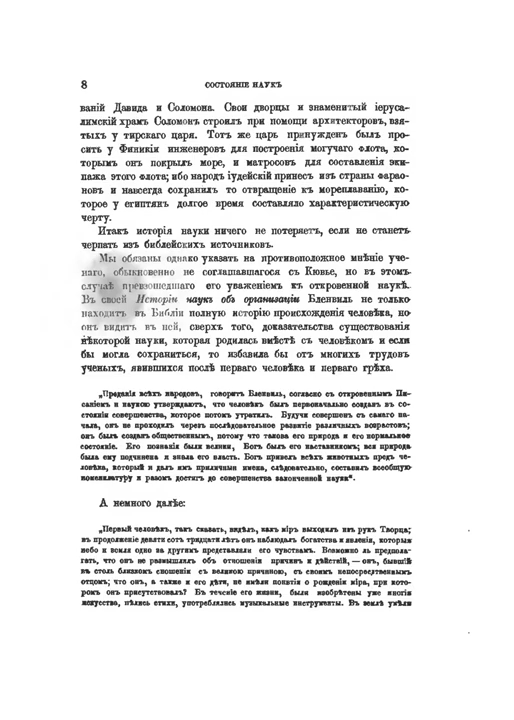 8 СОСТОЯНІЕ НАУКЪ
ваній Давида и Соломона. Свои дворцы и знаменитый іеруса-
лимскій храмъ Соломонъ строилъ при помощи архитекторовъ, взя-
тыхъ у тирскаго царя. Тотъ же царь принужденъ былъ про-
сить у Финикіи инженеровъ для построенія могучаго флота, ко-
торымъ онъ покрылъ море, и матросовъ для составленія эки-
пажа этого флота; ибо народъ іудейскій принесъ изъ страны фарао-
новъ и навсегда сохранилъ то отвращеніе къ мореплаванію, ко-
торое у египтянъ долгое время составляло характеристическую
черту.
Итакъ исторія науки ничего не потеряетъ, если не станетъ
черпать изъ библейскихъ источниковъ.
Мы обязаны однако указать на противоположное мнѣніе уче-
наго, обыкновенно не соглашавшагося съ Кювье, но въ этомъ
случаѣ превзошедшаго его уваженіемъ къ откровенной наукѣ.
Въ своей Исторіи наукъ объ организаціи Бленвиль не только
находитъ въ Библіи полную исторію происхожденія человѣка, но
онъ видитъ въ ней, сверхъ того, доказательства существованія
нѣкоторой науки, которая родилась вмѣстѣ съ человѣкомъ и если
бы могла сохраниться, то избавила бы отъ многихъ трудовъ
ученыхъ, явившихся послѣ перваго человѣка и перваго грѣха.
„Преданія всѣхъ народовъ, говоритъ Бленвиль, согласно съ откровеннымъ Пи-
саніемъ и наукою утверждаютъ, что человѣкъ былъ первоначально созданъ въ со-
стояніи совершенства, которое потомъ утратилъ. Будучи совершенъ съ самаго на-
чала, онъ не проходилъ черезъ послѣдовательное развитіе различныхъ возрастовъ;
онъ былъ созданъ общественнымъ, потому что такова его природа и его нормальное
состояніе. Его познанія были велики, Богъ былъ его наставникомъ; вся природа
была ему подчинена и знала его власть. Богъ привелъ всѣхъ животныхъ предъ че-
ловѣка, который и далъ имъ приличныя имена, слѣдовательно, составилъ всеобщую
номенклатуру и разомъ достигъ до совершенства законченной науки“.
А немного далѣе:
„Первый человѣкъ, такъ сказать, видѣлъ, какъ міръ выходилъ изъ рукъ Творца;
въ продолженіе девяти сотъ тридцати лѣтъ онъ наблюдалъ богатства и явленія, которыя
небо и земля одно за другимъ представляли его чувствамъ. Возможно ль предпола-
гать, что онъ не размышлялъ объ отношеніи причинъ и дѣйствій, — онъ, бывшій
въ столь близкомъ сношеніи съ великою причиною, съ своимъ непосредственнымъ
отцомъ; что онъ, а также и его дѣти, не имѣли понятія о рожденіи міра, при кото-
ромъ онъ присутствовалъ? Въ теченіе его жизни, были изобрѣтены уже многія
искусства, пѣлись стихи, употреблялись музыкальные инструменты. Въ землѣ умѣли